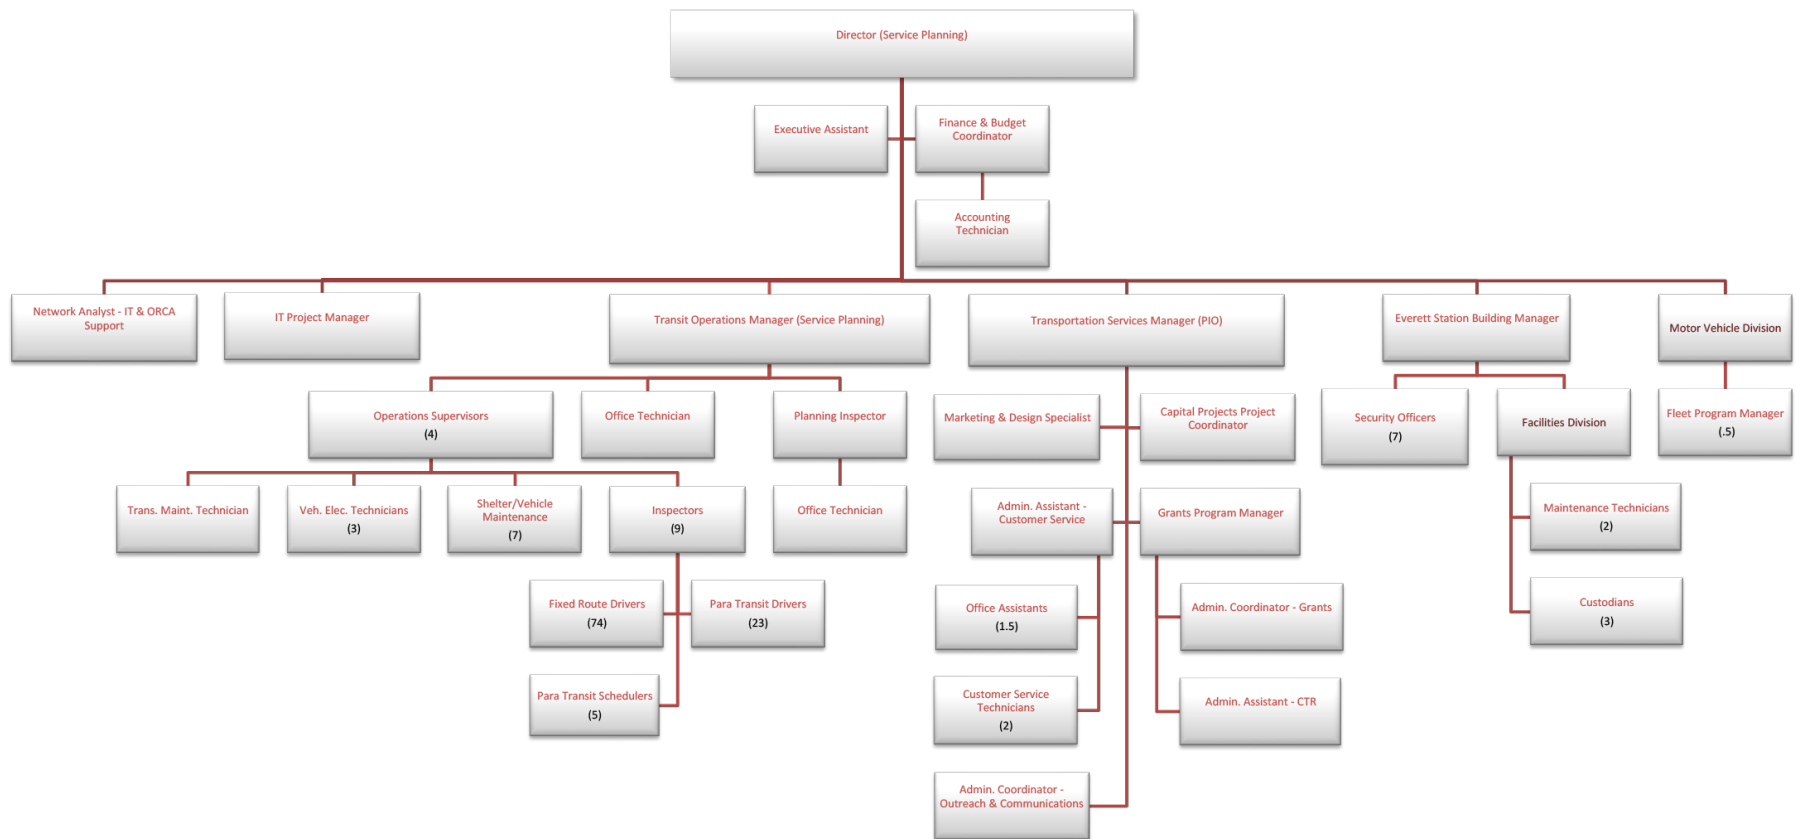 Director (Service Planning)
Executive Assistant
Finance & Budget
Coordinator
Accounting
Technician
Network Analyst - IT & ORCA
Support
IT Project Manager
Transit Operations Manager (Service Planning)
Transportation Services Manager (PIO)
Everett Station Building Manager
Motor Vehicle Division
Operations Supervisors
(4)
Office Technician
Planning Inspector
Marketing & Design Specialist
Capital Projects Project
Coordinator
Security Officers
(7)
Facilities Division
Fleet Program Manager
(.5)
Trans. Maint. Technician
Veh. Elec. Technicians
(3)
Shelter/Vehicle
Maintenance
(7)
Inspectors
(9)
Office Technician
Admin. Assistant -
Customer Service
Grants Program Manager
Maintenance Technicians
(2)
Fixed Route Drivers
(74)
Para Transit Drivers
(23)
Office Assistants
(1.5)
Admin. Coordinator - Grants
Custodians
(3)
Para Transit Schedulers
(5)
Customer Service
Technicians
(2)
Admin. Assistant - CTR
Admin. Coordinator -
Outreach & Communications